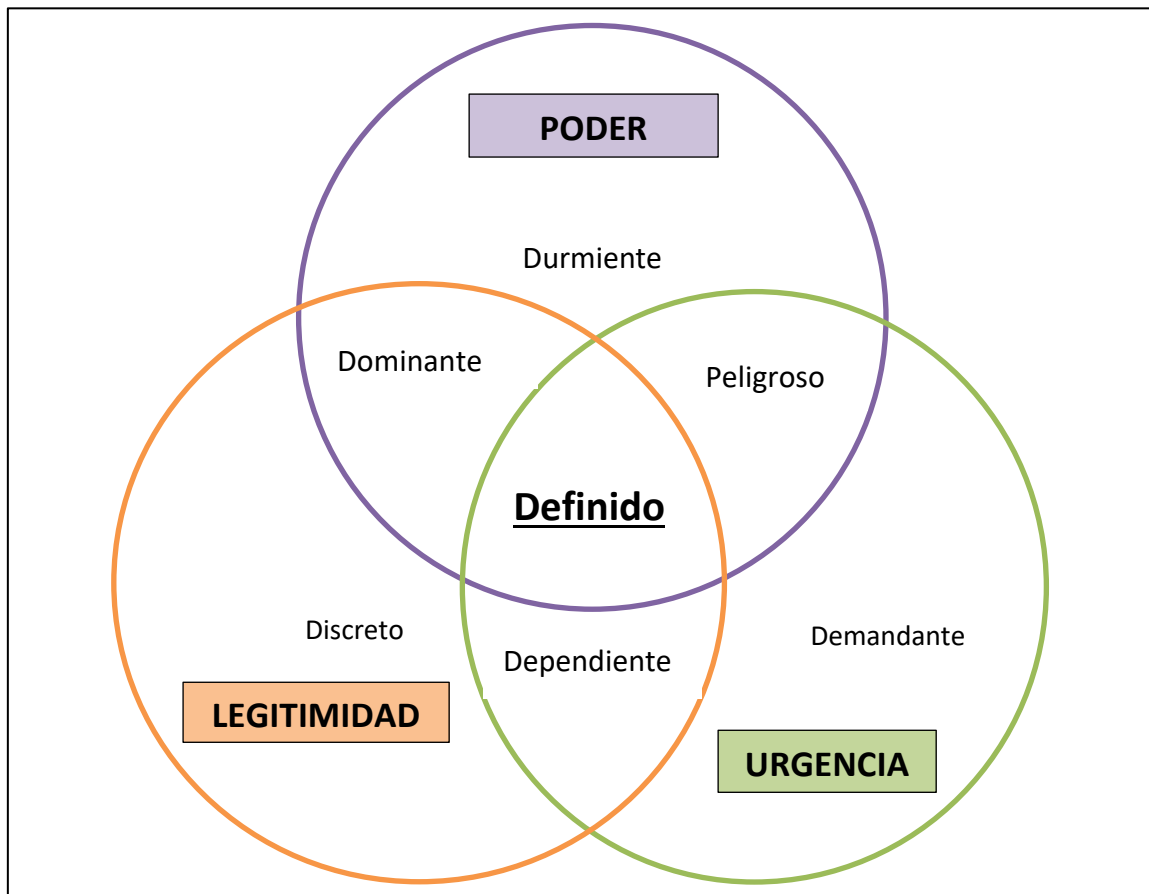 PODER
Durmiente
Dominante
Peligroso
Definido
Discreto
Demandante
Dependiente
LEGITIMIDAD
URGENCIA